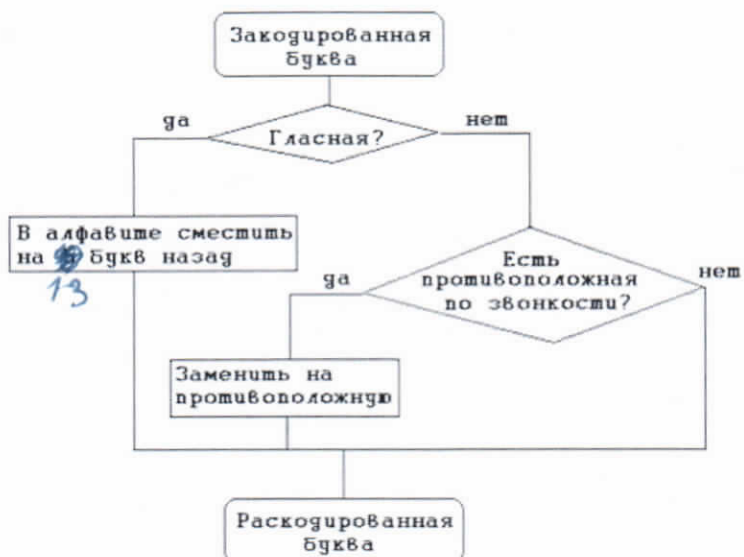 Закодированная
буква
да
Гласная?
нет
В алфавите сместить
на букв назад
13
Есть
противоположная
по звонкости?
да
нет
Заменить на
противоположную
Раскодированная
буква